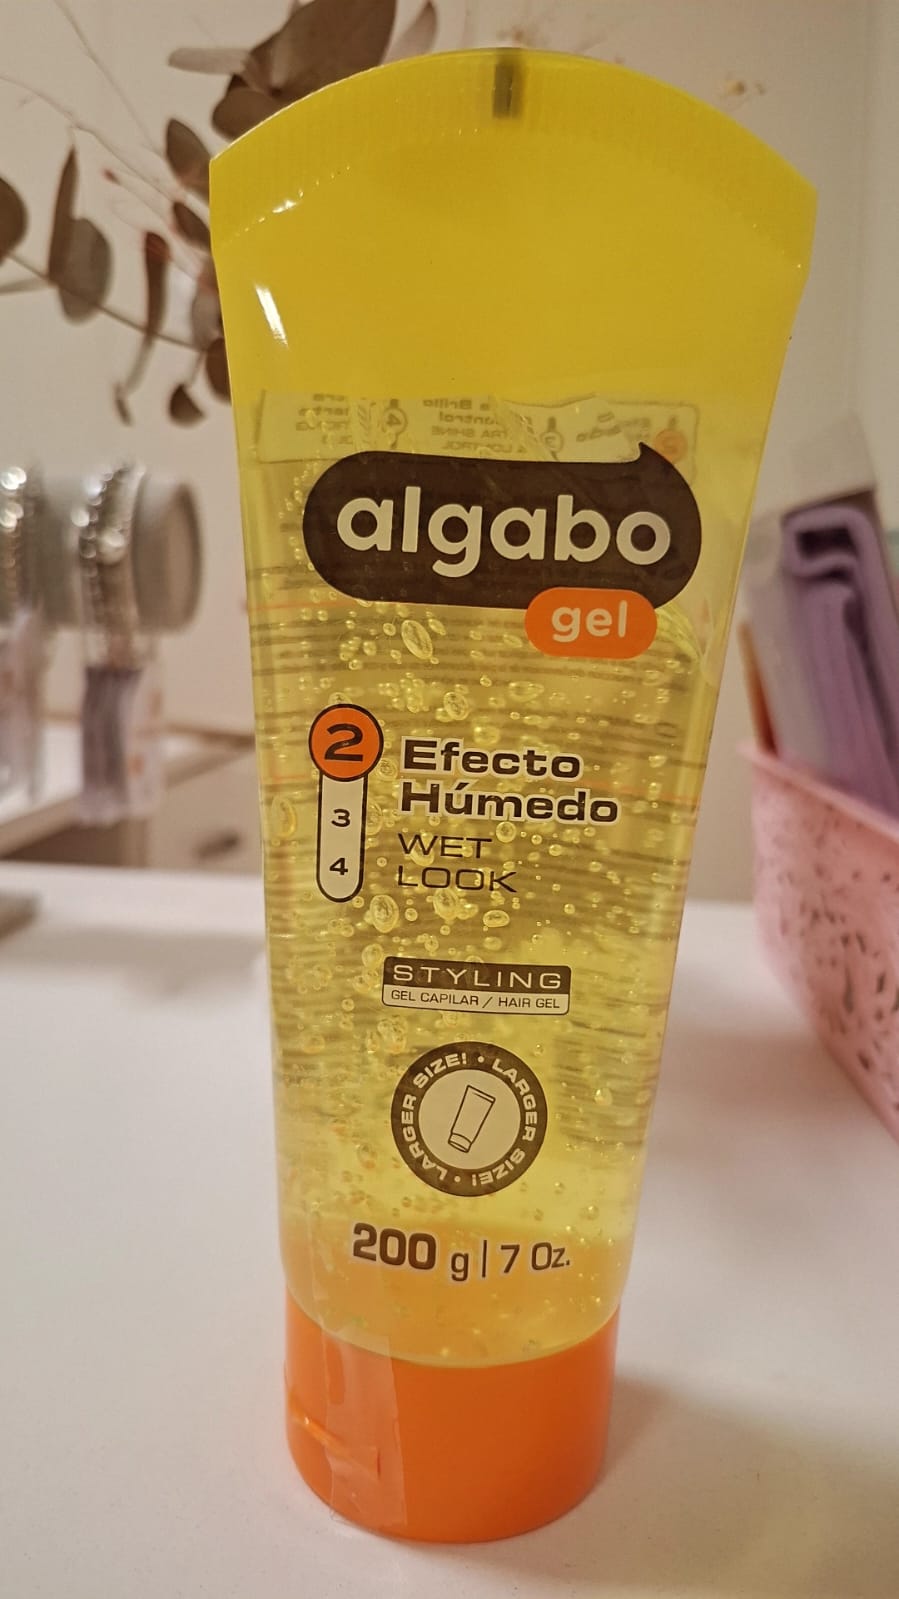 algabo
gel
2
3
4
Efecto
Húmedo
WET
LOOK
STYLING
GEL CAPILAR / HAIR GEL
LARGER SIZE! • LARGER SIZE! •
200 g | 7 Oz.